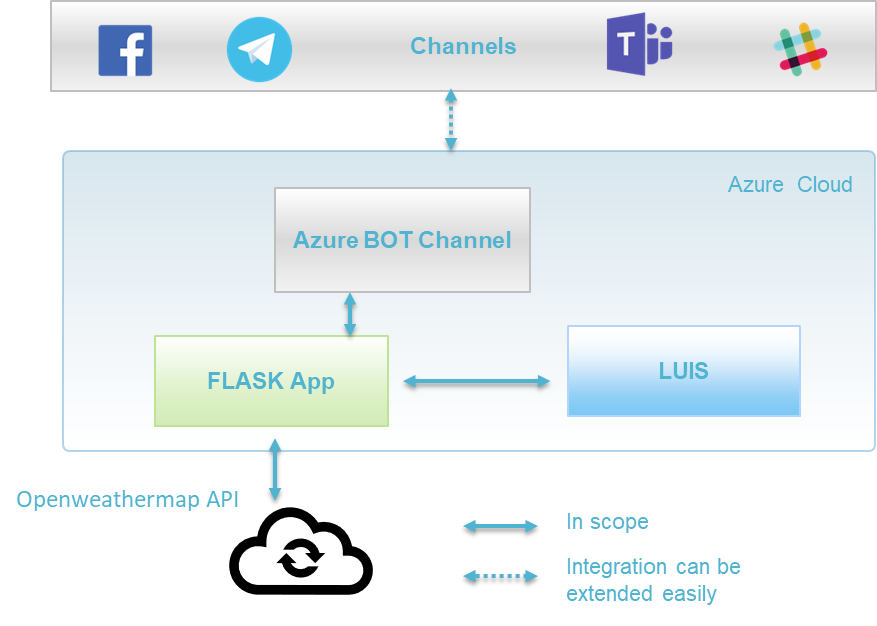 Channels
T
Azure Cloud
Azure BOT Channel
FLASK App
LUIS
Openweathermap API
In scope
Integration can be
extended easily